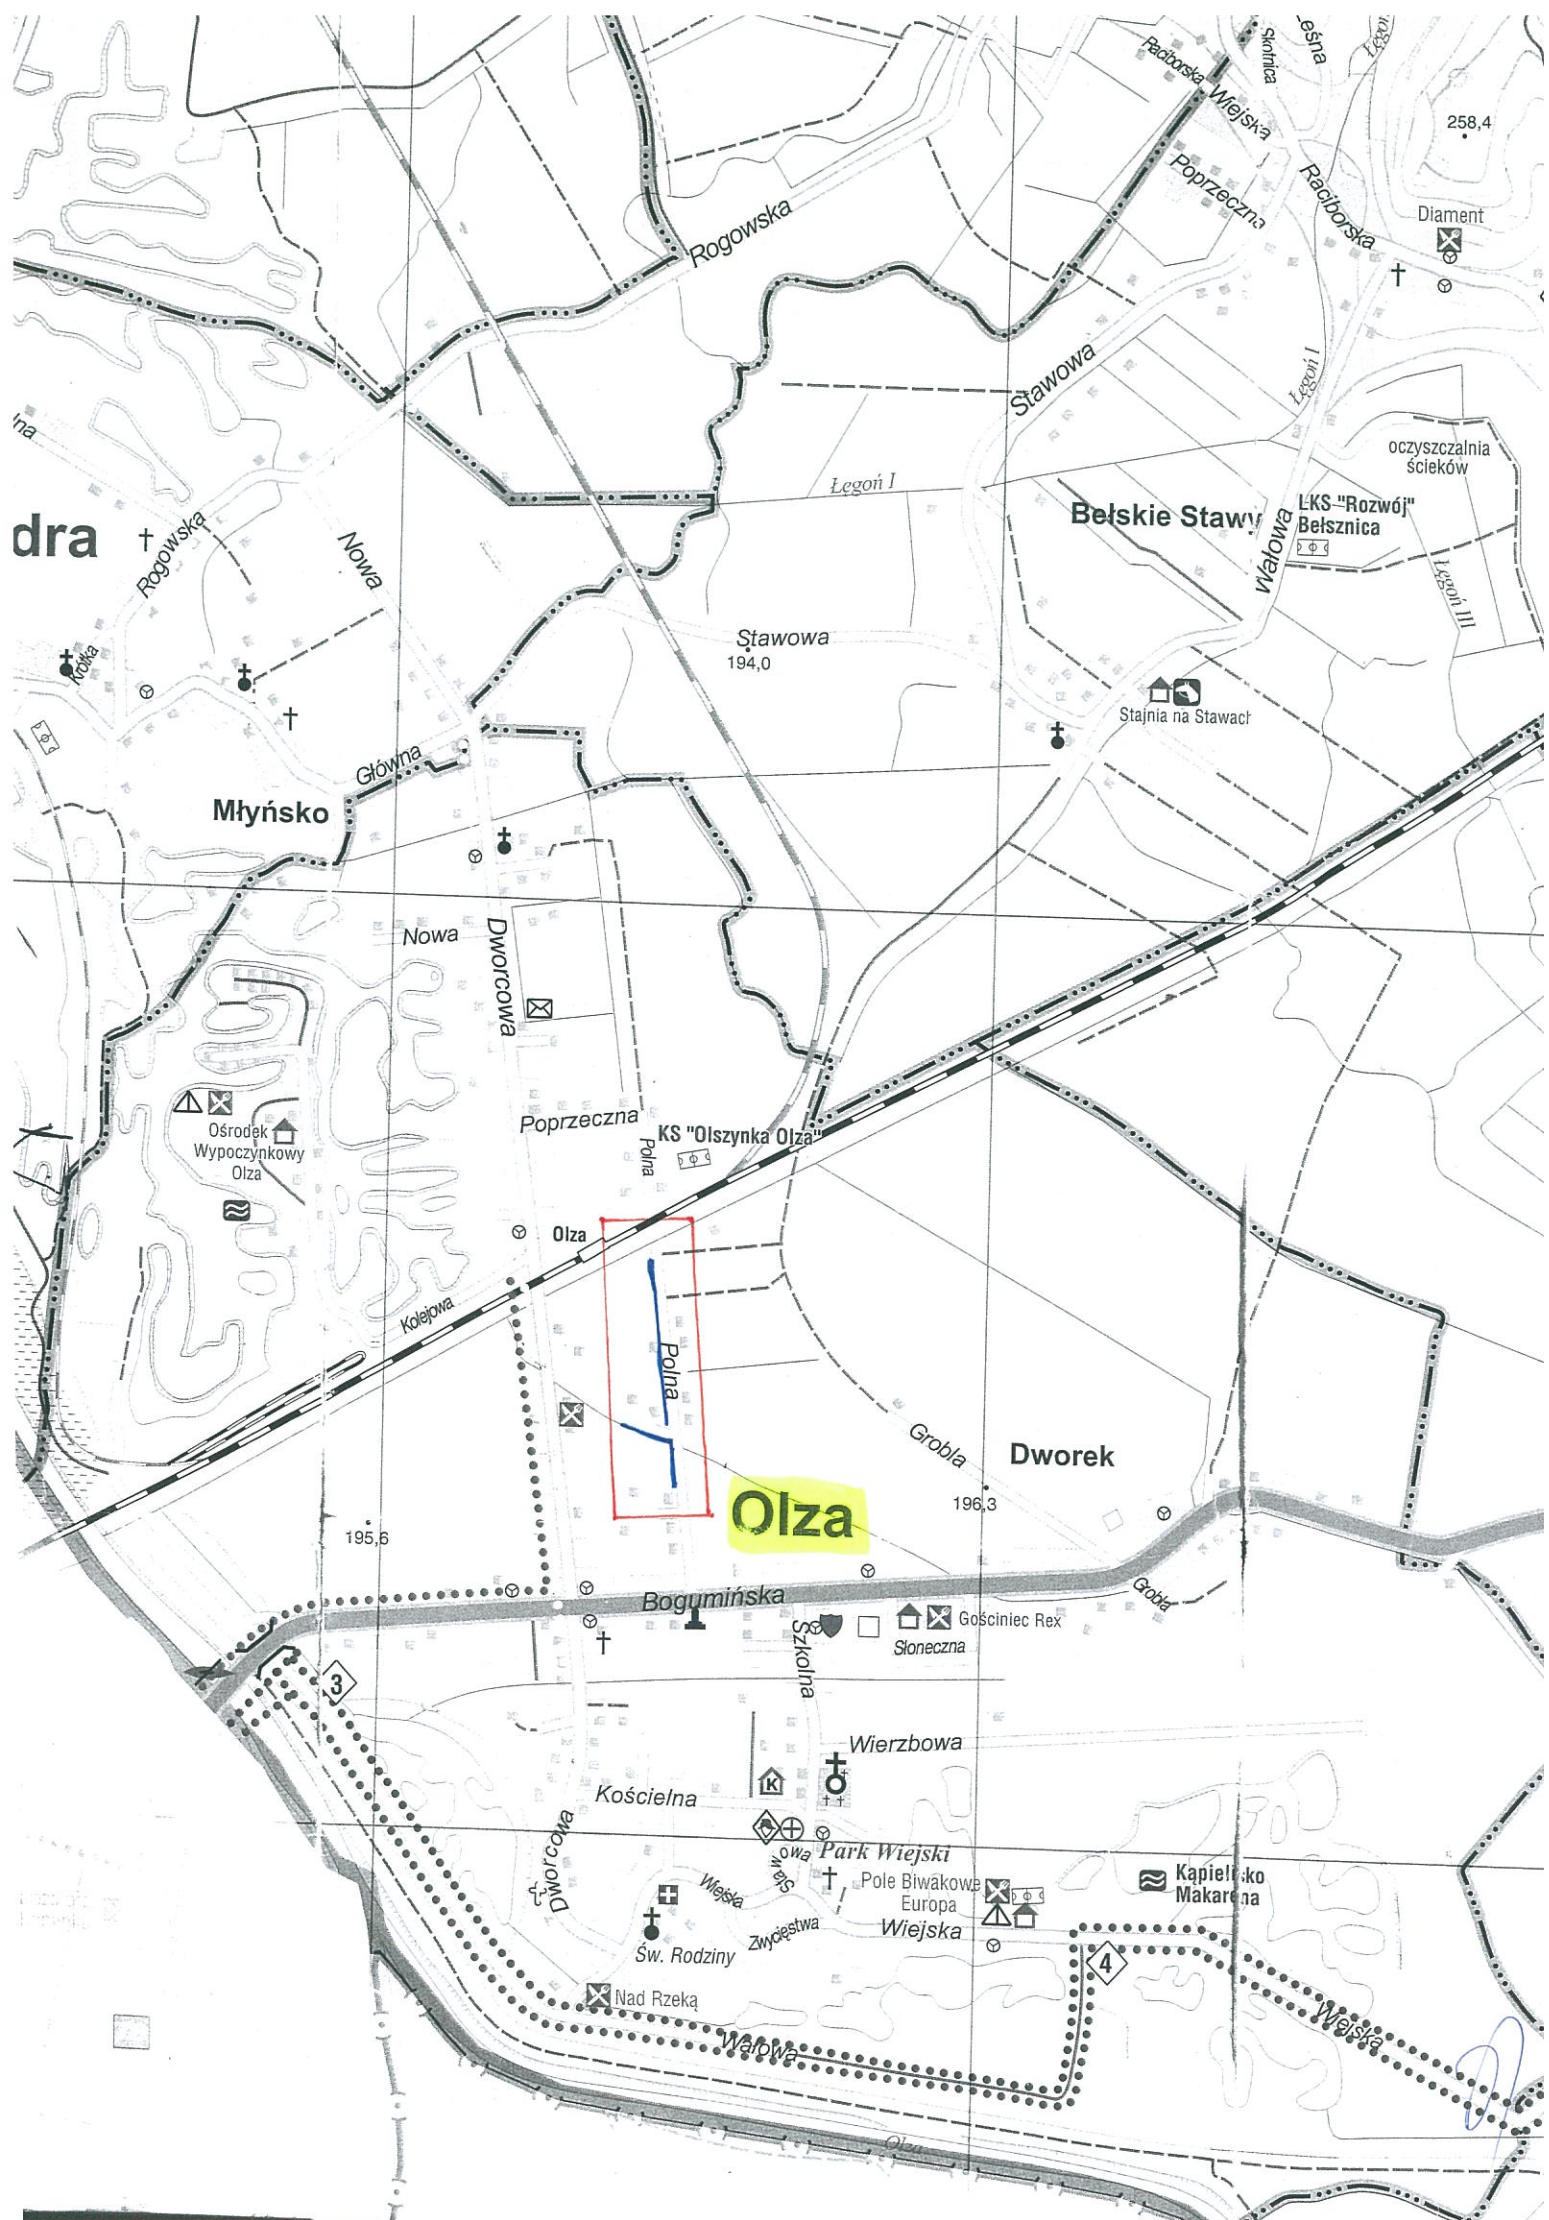 Raciborska
Skotnica
Wiejska
258,4
Poprzeczna
Raciborska
Diament
Rogowska
Stawowa
Łęgoń I
oczyszczalnia
ścieków
Łęgoń I
dra
Rogowska
Nowa
Bełskie Stawy
Wałowa
LKS "Rozwój"
Bełsznica
Łęgoń III
Stawowa
194,0
Krótka
Stajnia na Stawach
Główna
Młyńsko
Nowa
Dworcowa
Ośrodek
Wypoczynkowy
Olza
Poprzeczna
Polna
KS "Olszynka Olza"
Olza
Kolejowa
Polna
Grobla
Dworek
Olza
196,3
195,6
Bogumińska
Grobla
Szkolna
Gościniec Rex
Słoneczna
3
Wierzbowa
K
Kościelna
Dworcowa
Park Wiejski
Stawowa
Wiejska
Pole Biwakowe
Europa
Kąpielisko
Makarena
Zwycięstwa
Wiejska
Św. Rodziny
4
Nad Rzeką
Wałowa
Wiejska
Olza